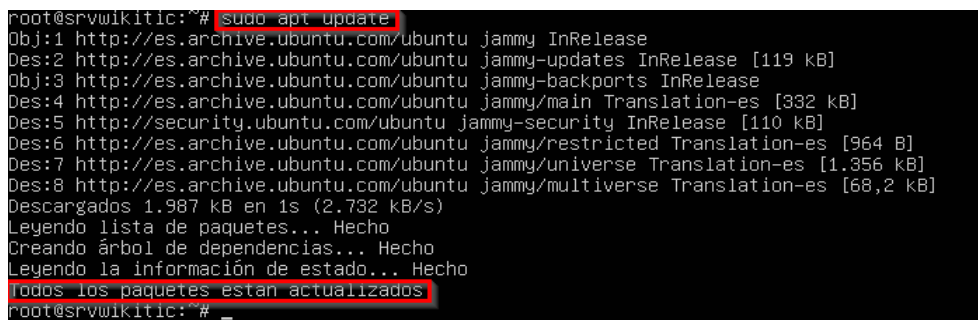 root@srvwikitic:~# sudo apt update
Obj:1 http://es.archive.ubuntu.com/ubuntu jammy InRelease
Des:2 http://es.archive.ubuntu.com/ubuntu jammy-updates InRelease [119 kB]
Obj:3 http://es.archive.ubuntu.com/ubuntu jammy-backports InRelease
Des:4 http://es.archive.ubuntu.com/ubuntu jammy/main Translation-es [332 kB]
Des:5 http://security.ubuntu.com/ubuntu jammy-security InRelease [110 kB]
Des:6 http://es.archive.ubuntu.com/ubuntu jammy/restricted Translation-es [964 B]
Des:7 http://es.archive.ubuntu.com/ubuntu jammy/universe Translation-es [1.356 kB]
Des:8 http://es.archive.ubuntu.com/ubuntu jammy/multiverse Translation-es [68,2 kB]
Descargados 1.987 kB en 1s (2.732 kB/s)
Leyendo lista de paquetes... Hecho
Creando árbol de dependencias... Hecho
Leyendo la información de estado... Hecho
Todos los paquetes están actualizados
root@srvwikitic:~# _